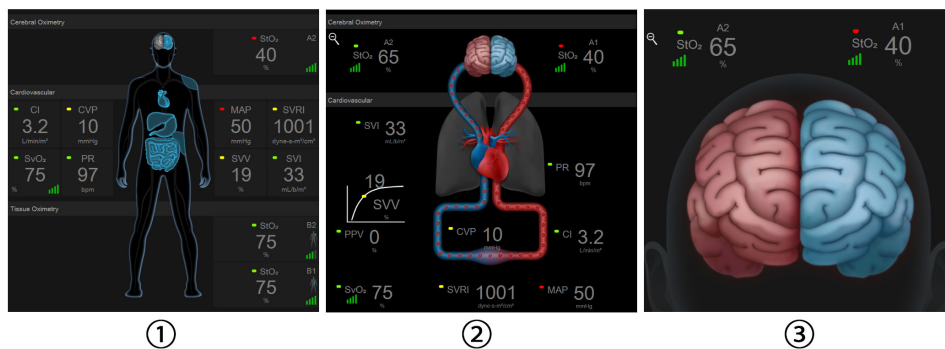 Cerebral Oximetry
StO₂ A2
40
%
Cardiovascular
CI CVP MAP SVRI
3.2 10 50 1001
L/min/m² mmHg mmHg dyne-s-m²/cm⁵
SvO₂ PR SVV SVI
75 97 19 33
% bpm % mL/b/m²
Tissue Oximetry
StO₂ B2
75
%
StO₂ B1
75
%
①
Cerebral Oximetry
A2 A1
StO₂ 65 StO₂ 40
% %
Cardiovascular
SVI 33
mL/b/m²
PR 97
bpm
19
SVV
%
PPV 0
%
CVP 10
mmHg
CI 3.2
L/min/m²
SvO₂ 75
%
SVRI 1001
dyne-s-m²/cm⁵
MAP 50
mmHg
②
A2 A1
StO₂ 65 StO₂ 40
% %
③